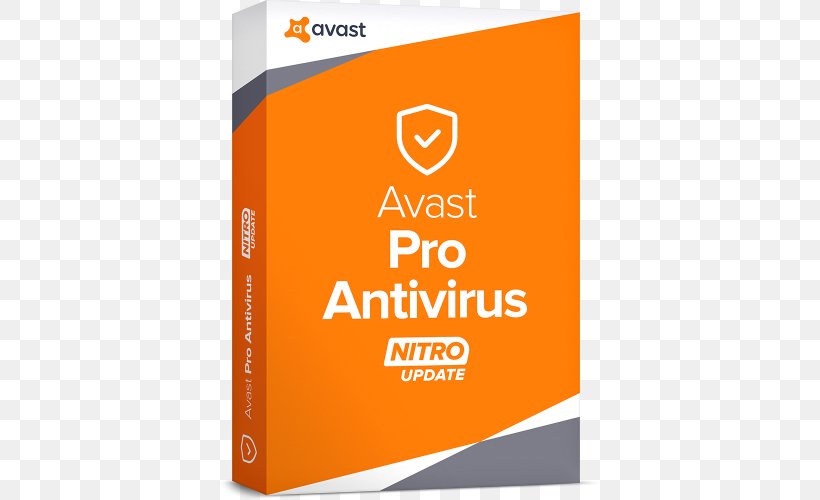 avast
Avast
Pro
Antivirus
NITRO
UPDATE
NITRO
UPDATE
Avast Pro Antivirus